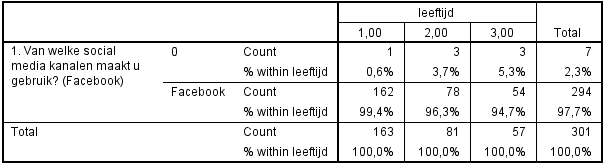 leeftijd
1,00 2,00 3,00 Total
1. Van welke social 0 Count 1 3 3 7
media kanalen maakt u % within leeftijd 0,6% 3,7% 5,3% 2,3%
gebruik? (Facebook) Facebook Count 162 78 54 294
% within leeftijd 99,4% 96,3% 94,7% 97,7%
Total Count 163 81 57 301
% within leeftijd 100,0% 100,0% 100,0% 100,0%